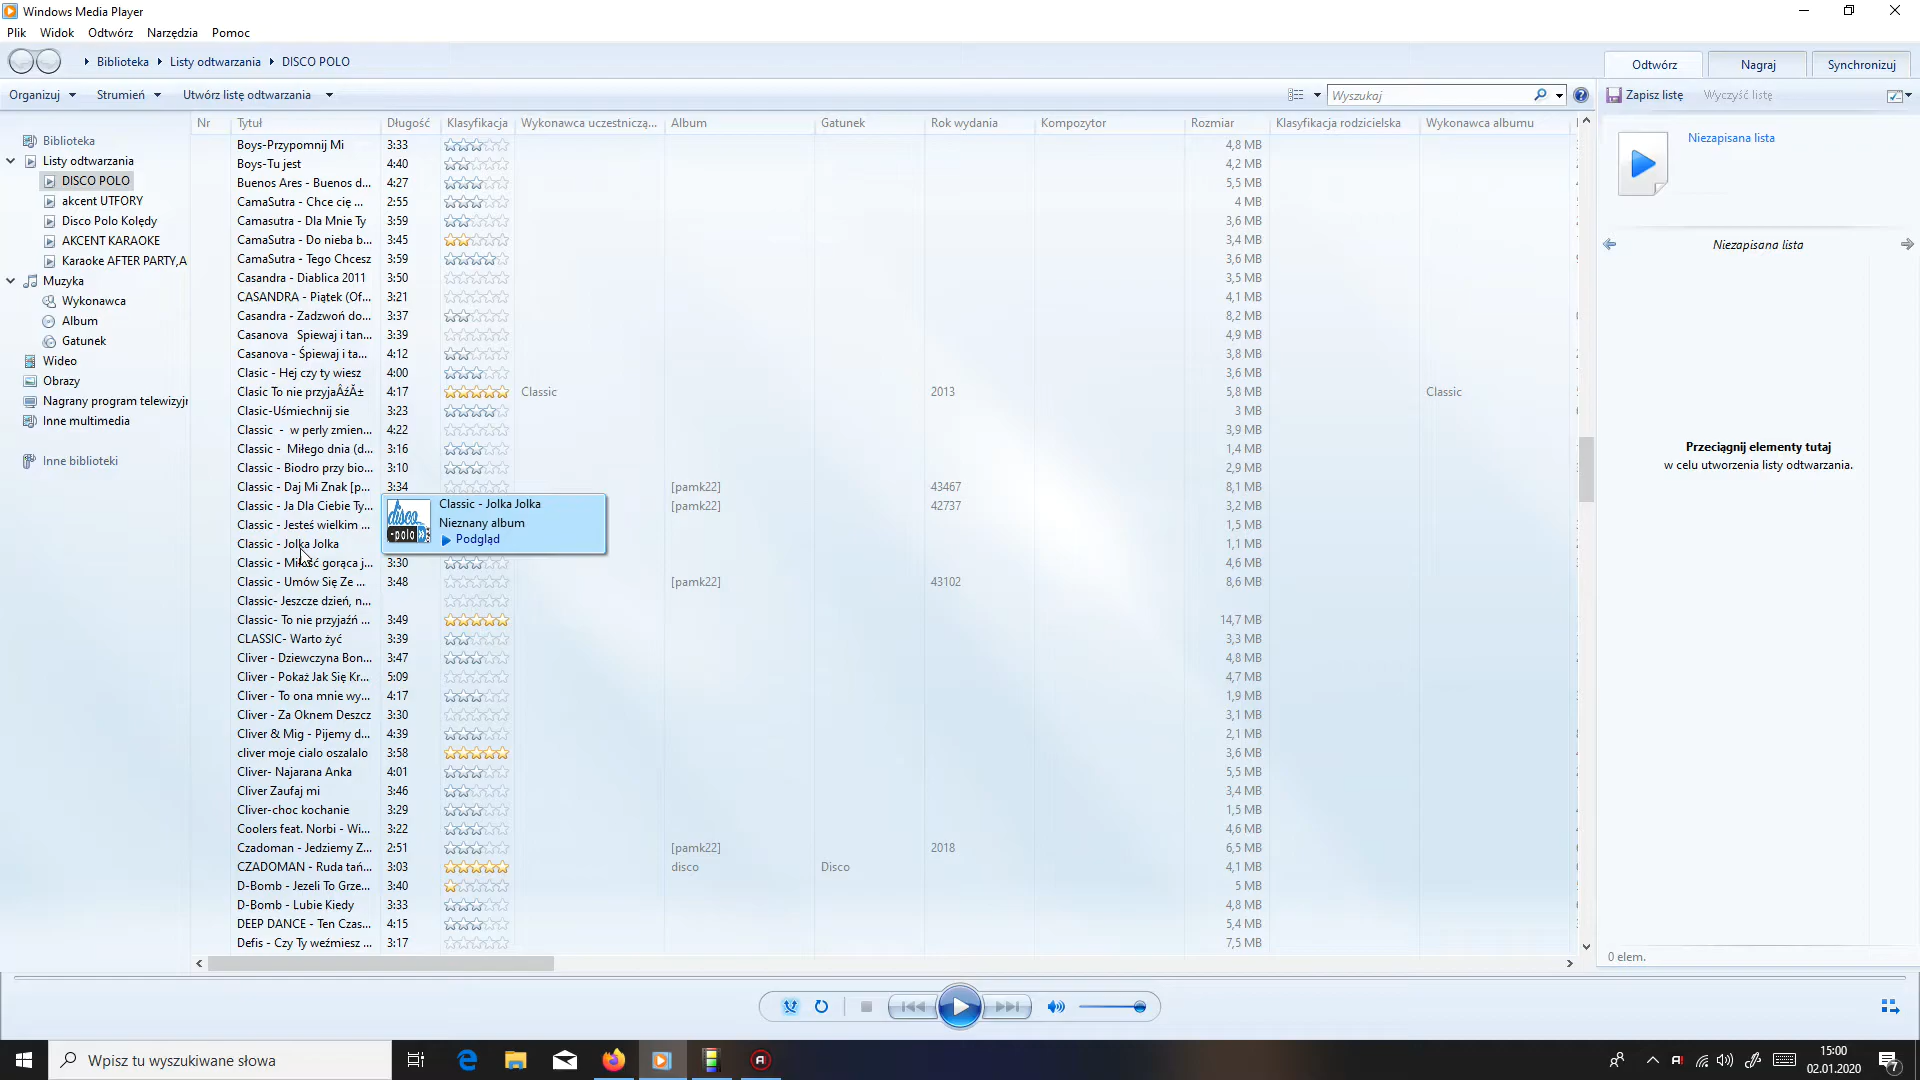 Windows Media Player
Plik Widok Odtwórz Narzędzia Pomoc
Biblioteka Listy odtwarzania DISCO POLO
Odtwórz Nagraj Synchronizuj
Organizuj Strumień Utwórz listę odtwarzania Wyszukaj Zapisz listę Wyczyść listę
Nr Tytuł Długość Klasyfikacja Wykonawca uczestniczą... Album Gatunek Rok wydania Kompozytor Rozmiar Klasyfikacja rodzicielska Wykonawca albumu
Biblioteka
Listy odtwarzania
DISCO POLO
akcent UTFORY
Disco Polo Kolędy
AKCENT KARAOKE
Karaoke AFTER PARTY,A
Muzyka
Wykonawca
Album
Gatunek
Wideo
Obrazy
Nagrany program telewizyjn
Inne multimedia
Inne biblioteki
Boys-Przypomnij Mi 3:33 4,8 MB
Boys-Tu jest 4:40 4,2 MB
Buenos Ares - Buenos d... 4:27 5,5 MB
CamaSutra - Chce cię ... 2:55 4 MB
Camasutra - Dla Mnie Ty 3:59 3,6 MB
CamaSutra - Do nieba b... 3:45 3,4 MB
CamaSutra - Tego Chcesz 3:59 3,6 MB
Casandra - Diablica 2011 3:50 3,5 MB
CASANDRA - Piątek (Of... 3:21 4,1 MB
Casandra - Zadzwoń do... 3:37 8,2 MB
Casanova Spiewaj i tan... 3:39 4,9 MB
Casanova - Śpiewaj i ta... 4:12 3,8 MB
Clasic - Hej czy ty wiesz 4:00 3,6 MB
Clasic To nie przyjaÂźÄ± 4:17 Classic 2013 5,8 MB Classic
Clasic-Uśmiechnij sie 3:23 3 MB
Classic - w perly zmien... 4:22 3,9 MB
Classic - Miłego dnia (d... 3:16 1,4 MB
Classic - Biodro przy bio... 3:10 2,9 MB
Classic - Daj Mi Znak [p... 3:34 [pamk22] 43467 8,1 MB
Classic - Ja Dla Ciebie Ty... [pamk22] 42737 3,2 MB
Classic - Jesteś wielkim ... 1,5 MB
Classic - Jolka Jolka 1,1 MB
Classic - Miłość gorąca j... 3:30 4,6 MB
Classic - Umów Się Ze ... 3:48 [pamk22] 43102 8,6 MB
Classic- Jeszcze dzień, n...
Classic- To nie przyjaźń ... 3:49 14,7 MB
CLASSIC- Warto żyć 3:39 3,3 MB
Cliver - Dziewczyna Bon... 3:47 4,8 MB
Cliver - Pokaż Jak Się Kr... 5:09 4,7 MB
Cliver - To ona mnie wy... 4:17 1,9 MB
Cliver - Za Oknem Deszcz 3:30 3,1 MB
Cliver & Mig - Pijemy d... 4:39 2,1 MB
cliver moje cialo oszalalo 3:58 3,6 MB
Cliver- Najarana Anka 4:01 5,5 MB
Cliver Zaufaj mi 3:46 3,4 MB
Cliver-choc kochanie 3:29 1,5 MB
Coolers feat. Norbi - Wi... 3:22 4,6 MB
Czadoman - Jedziemy Z... 2:51 [pamk22] 2018 6,5 MB
CZADOMAN - Ruda tań... 3:03 disco Disco 4,1 MB
D-Bomb - Jezeli To Grze... 3:40 5 MB
D-Bomb - Lubie Kiedy 3:33 4,8 MB
DEEP DANCE - Ten Czas... 4:15 5,4 MB
Defis - Czy Ty weźmiesz ... 3:17 7,5 MB
disco
-polo
Classic - Jolka Jolka
Nieznany album
Podgląd
Niezapisana lista
Niezapisana lista
Przeciągnij elementy tutaj
w celu utworzenia listy odtwarzania.
0 elem.
Wpisz tu wyszukiwane słowa
15:00
02.01.2020
7